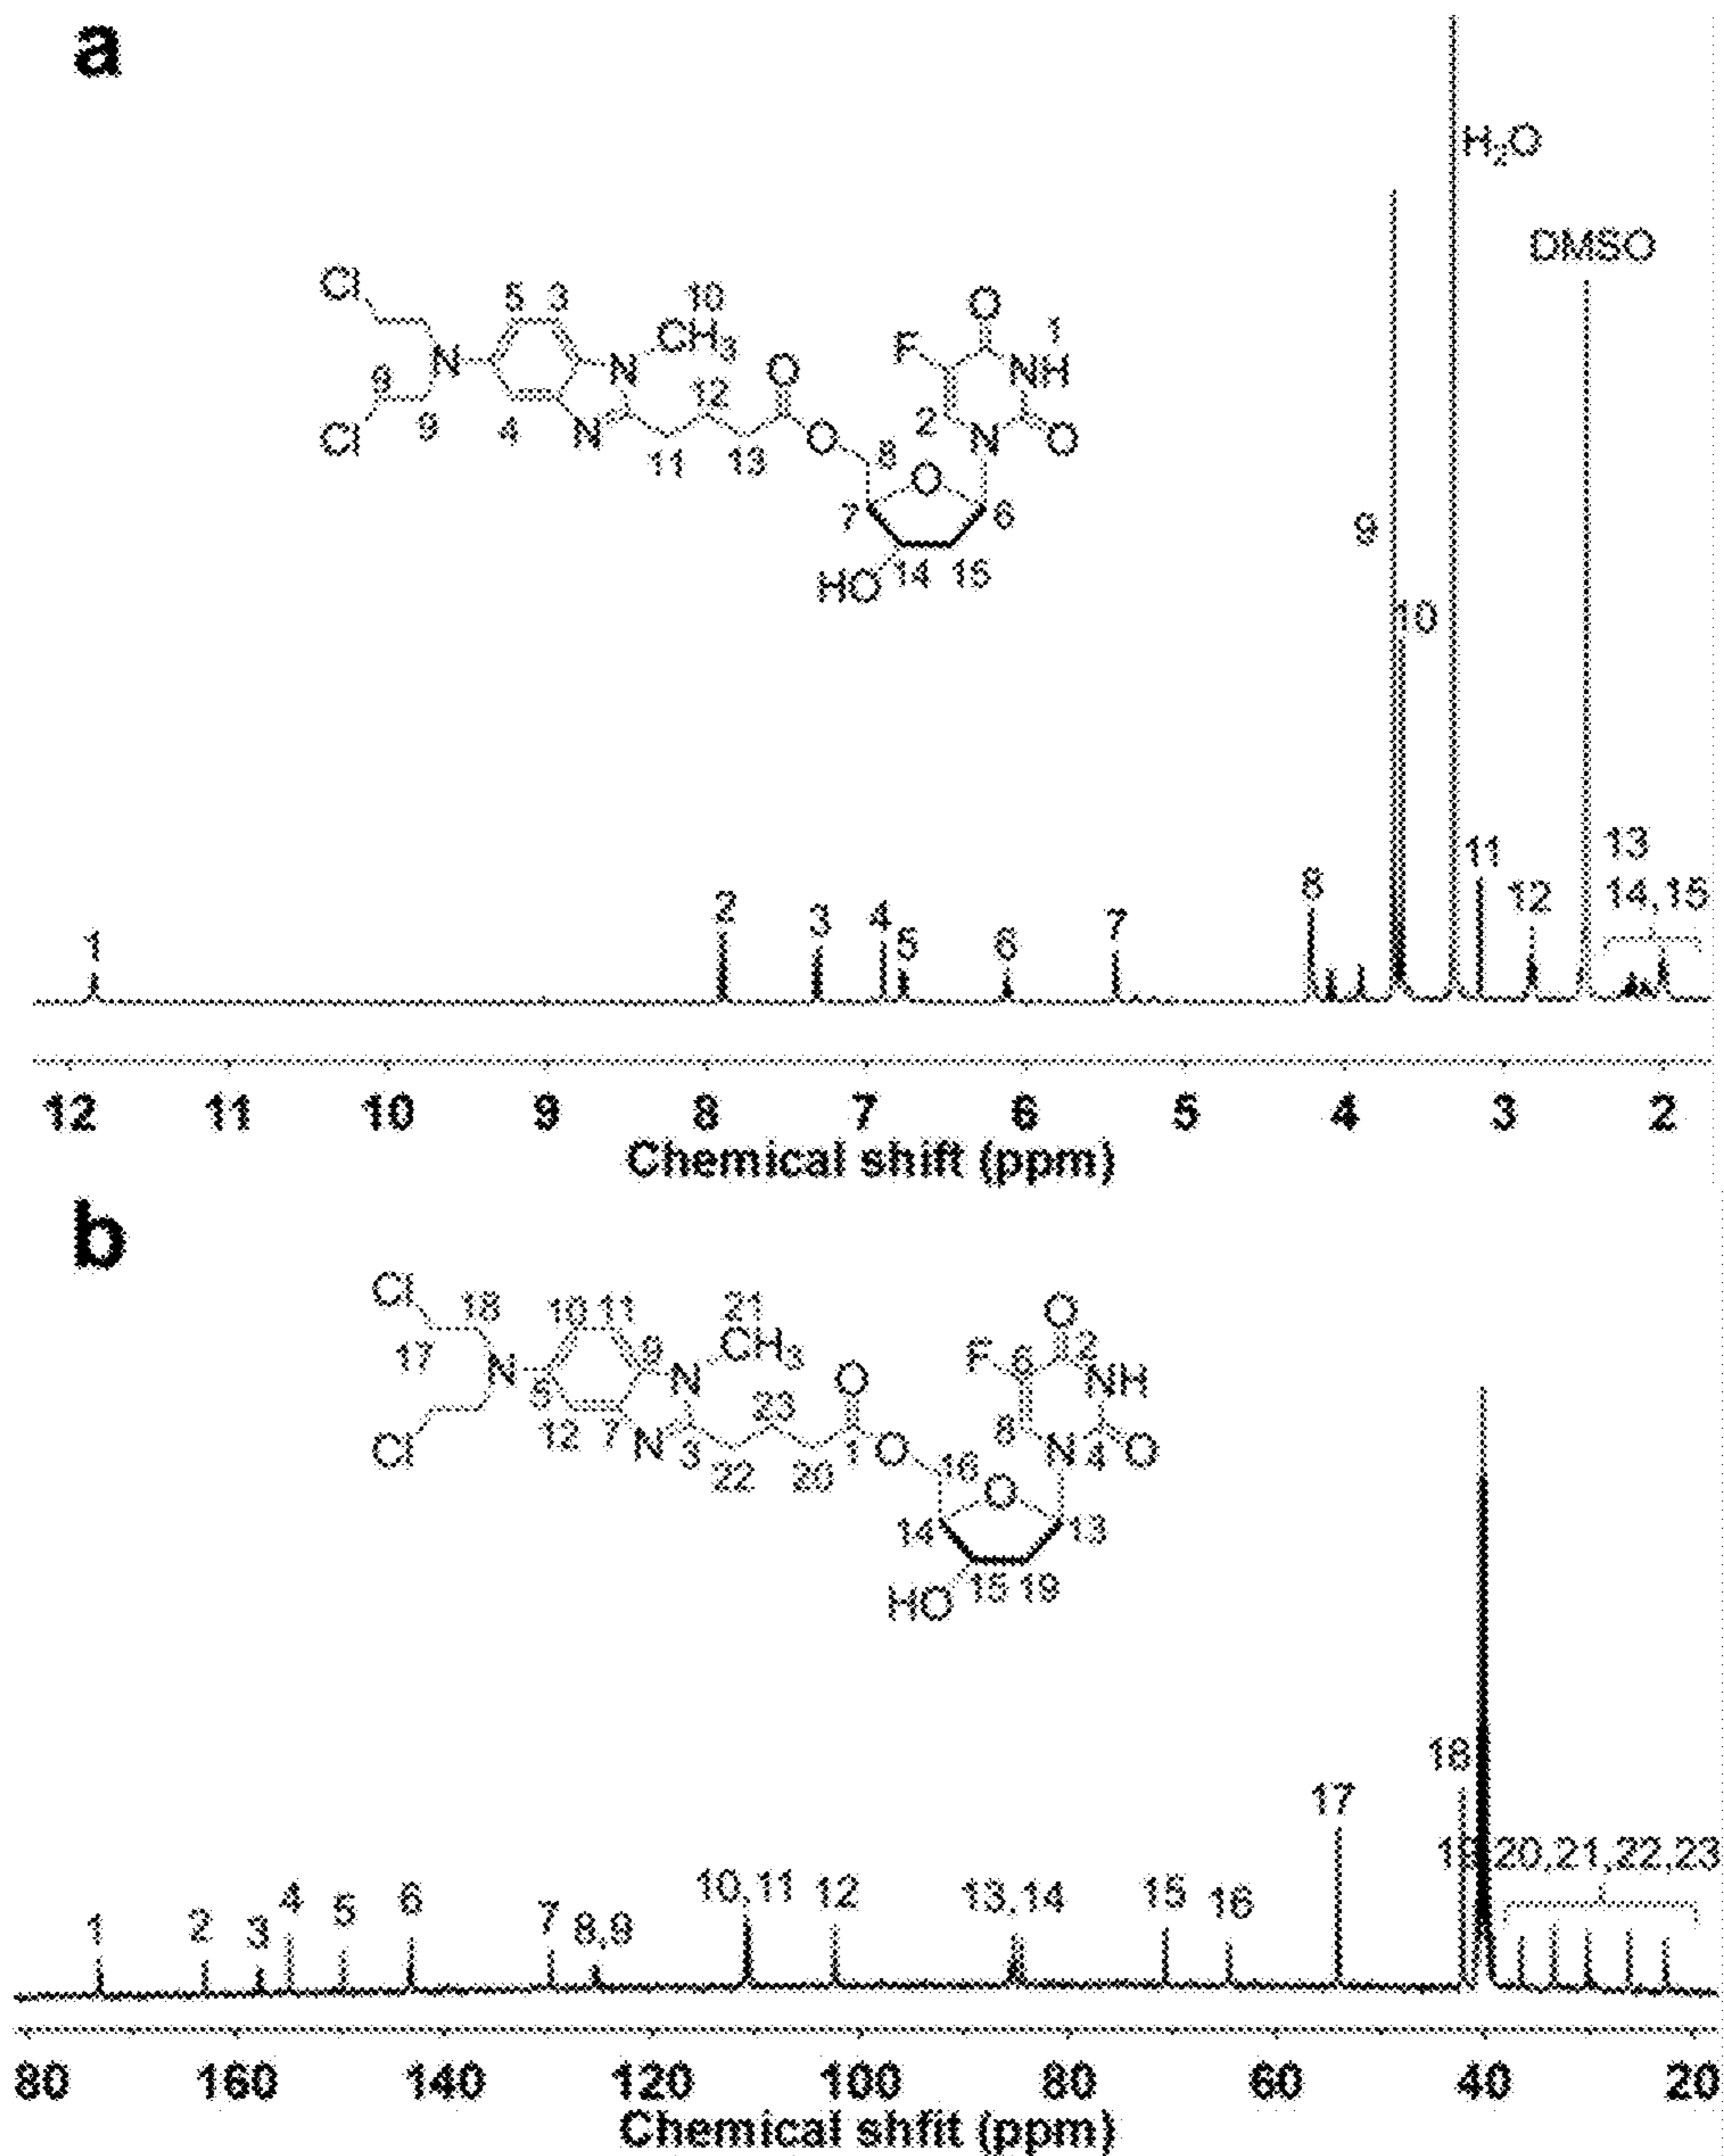 a
H2O
DMSO
Cl
5 3
10
CH3
O
O
1
F
NH
N
N
9
12
4
N
2
O
N
O
Cl
9
11
13
8
O
7
6
HO
14 15
9
10
13
11
14,15
12
8
2
3
4
5
6
7
1
12 11 10 9 8 7 6 5 4 3 2
Chemical shift (ppm)
b
Cl
18
10 11
21
CH3
O
17
N
5
9
N
O
F
6
2
NH
12
7
N
3
23
1
O
8
N
4
O
Cl
22
20
16
O
14
13
HO
15 19
18
17
19,20,21,22,23
1
2
3
4
5
6
7
8,9
10,11
12
13,14
15
16
80 160 140 120 100 80 60 40 20
Chemical shfit (ppm)